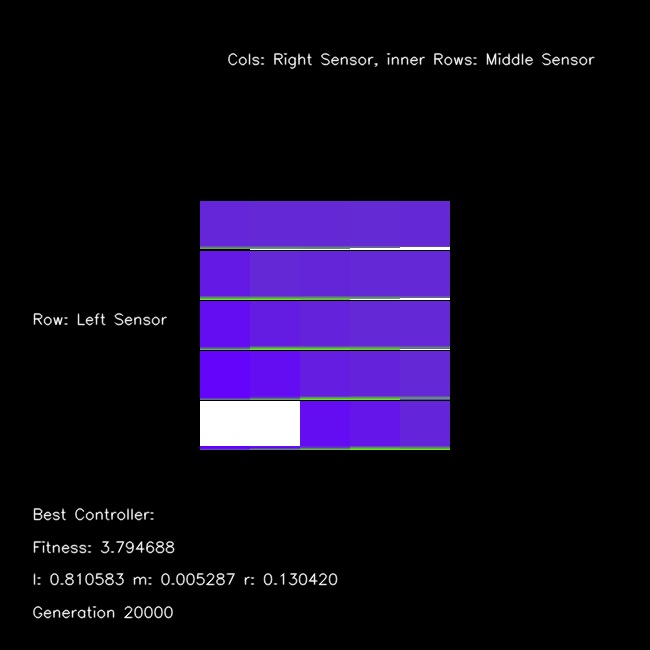 Cols: Right Sensor, inner Rows: Middle Sensor
Row: Left Sensor
Best Controller:
Fitness: 3.794688
l: 0.810583 m: 0.005287 r: 0.130420
Generation 20000